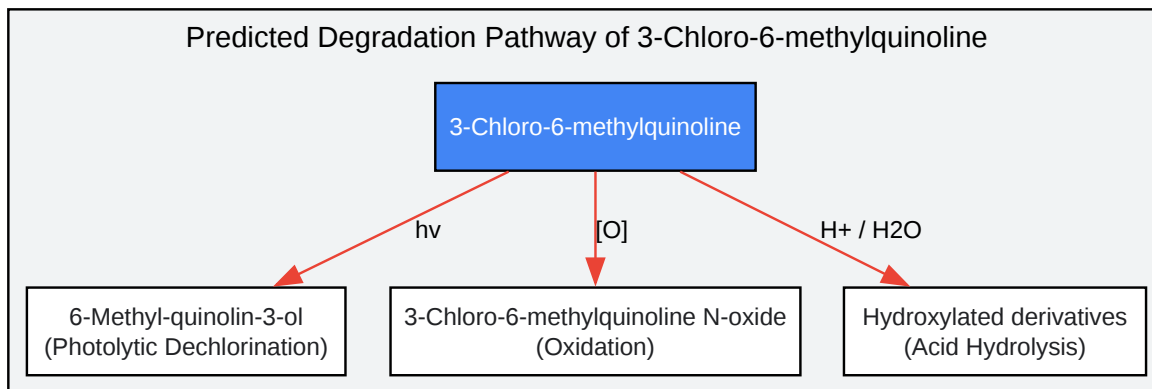 Predicted Degradation Pathway of 3-Chloro-6-methylquinoline
3-Chloro-6-methylquinoline
hv
[O]
H+ / H2O
6-Methyl-quinolin-3-ol
(Photolytic Dechlorination)
3-Chloro-6-methylquinoline N-oxide
(Oxidation)
Hydroxylated derivatives
(Acid Hydrolysis)